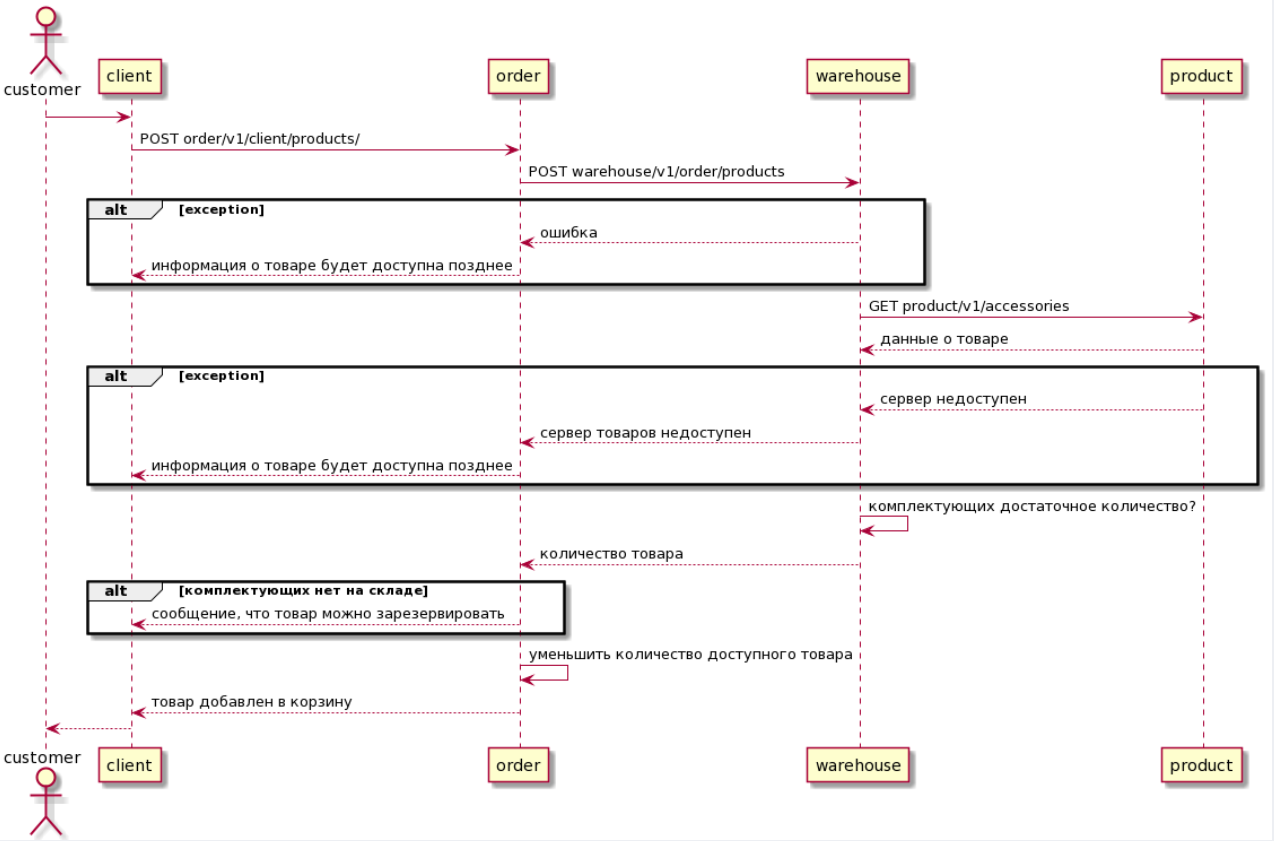 customer
client
order
warehouse
product
POST order/v1/client/products/
POST warehouse/v1/order/products
alt [exception]
ошибка
информация о товаре будет доступна позднее
GET product/v1/accessories
данные о товаре
alt [exception]
сервер недоступен
сервер товаров недоступен
информация о товаре будет доступна позднее
комплектующих достаточное количество?
количество товара
alt [комплектующих нет на складе]
сообщение, что товар можно зарезервировать
уменьшить количество доступного товара
товар добавлен в корзину
customer
client
order
warehouse
product